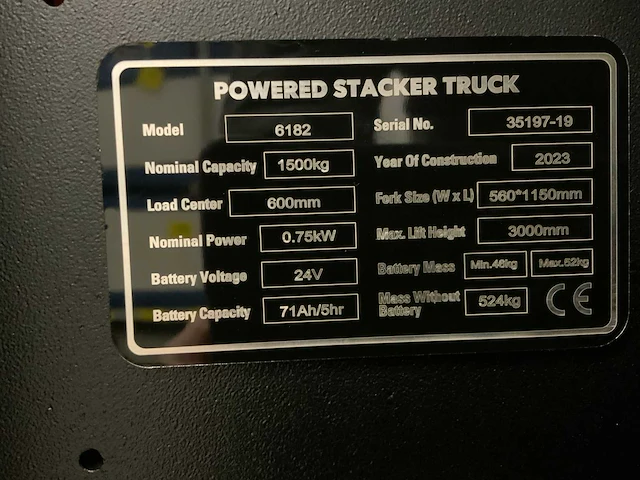 POWERED STACKER TRUCK
Model 6182 Serial No. 35197-19
Nominal Capacity 1500kg Year Of Construction 2023
Load Center 600mm Fork Size (W x L) 560*1150mm
Nominal Power 0.75kW Max. Lift Height 3000mm
Battery Voltage 24V Battery Mass Min.46kg Max.52kg
Battery Capacity 71Ah/5hr Mass Without Battery 524kg CE